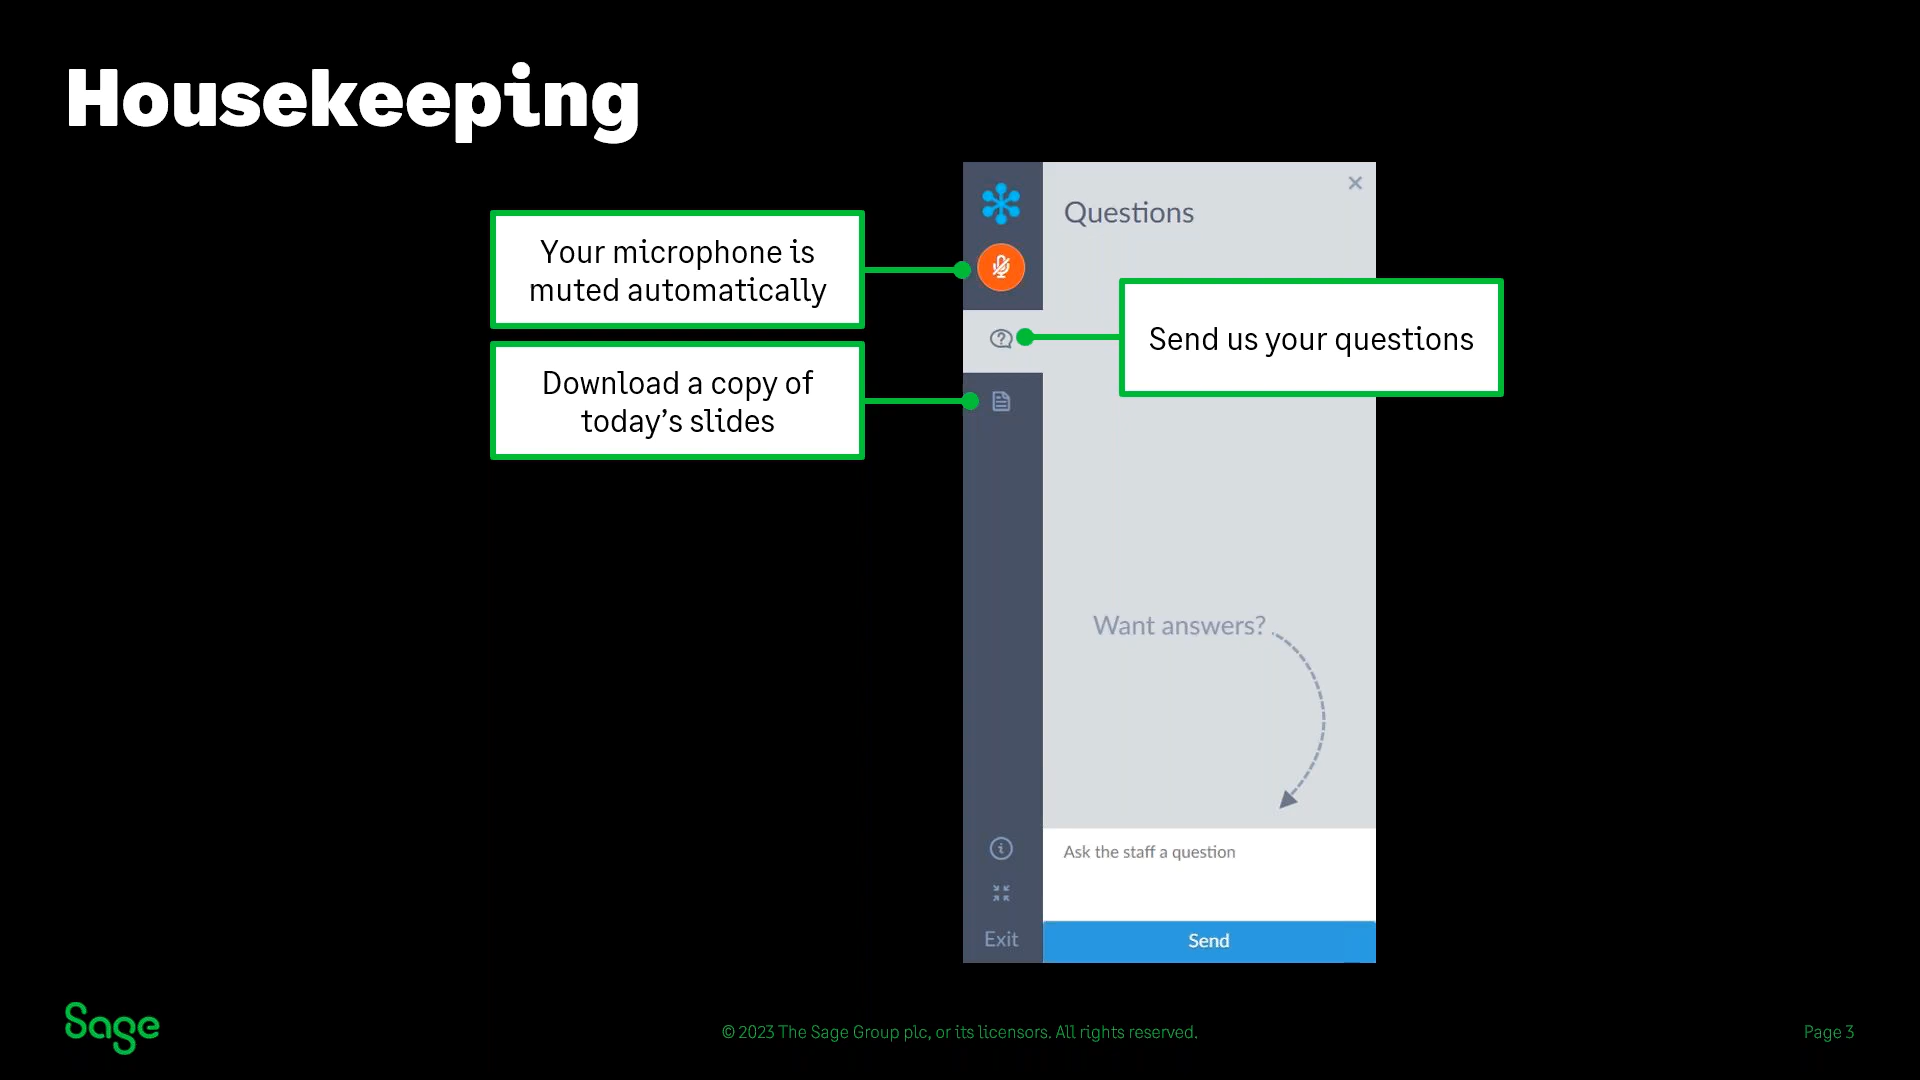 Housekeeping
Your microphone is
muted automatically
Download a copy of
today’s slides
Questions
Send us your questions
Want answers?
Ask the staff a question
Exit
Send
Sage
© 2023 The Sage Group plc, or its licensors. All rights reserved.
Page 3